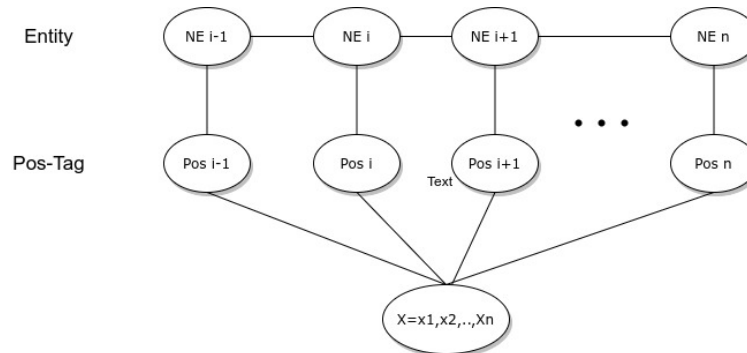 Entity
NE i-1
NE i
NE i+1
NE n
Pos-Tag
Pos i-1
Pos i
Text
Pos i+1
• • •
Pos n
X=x1,x2,..,Xn